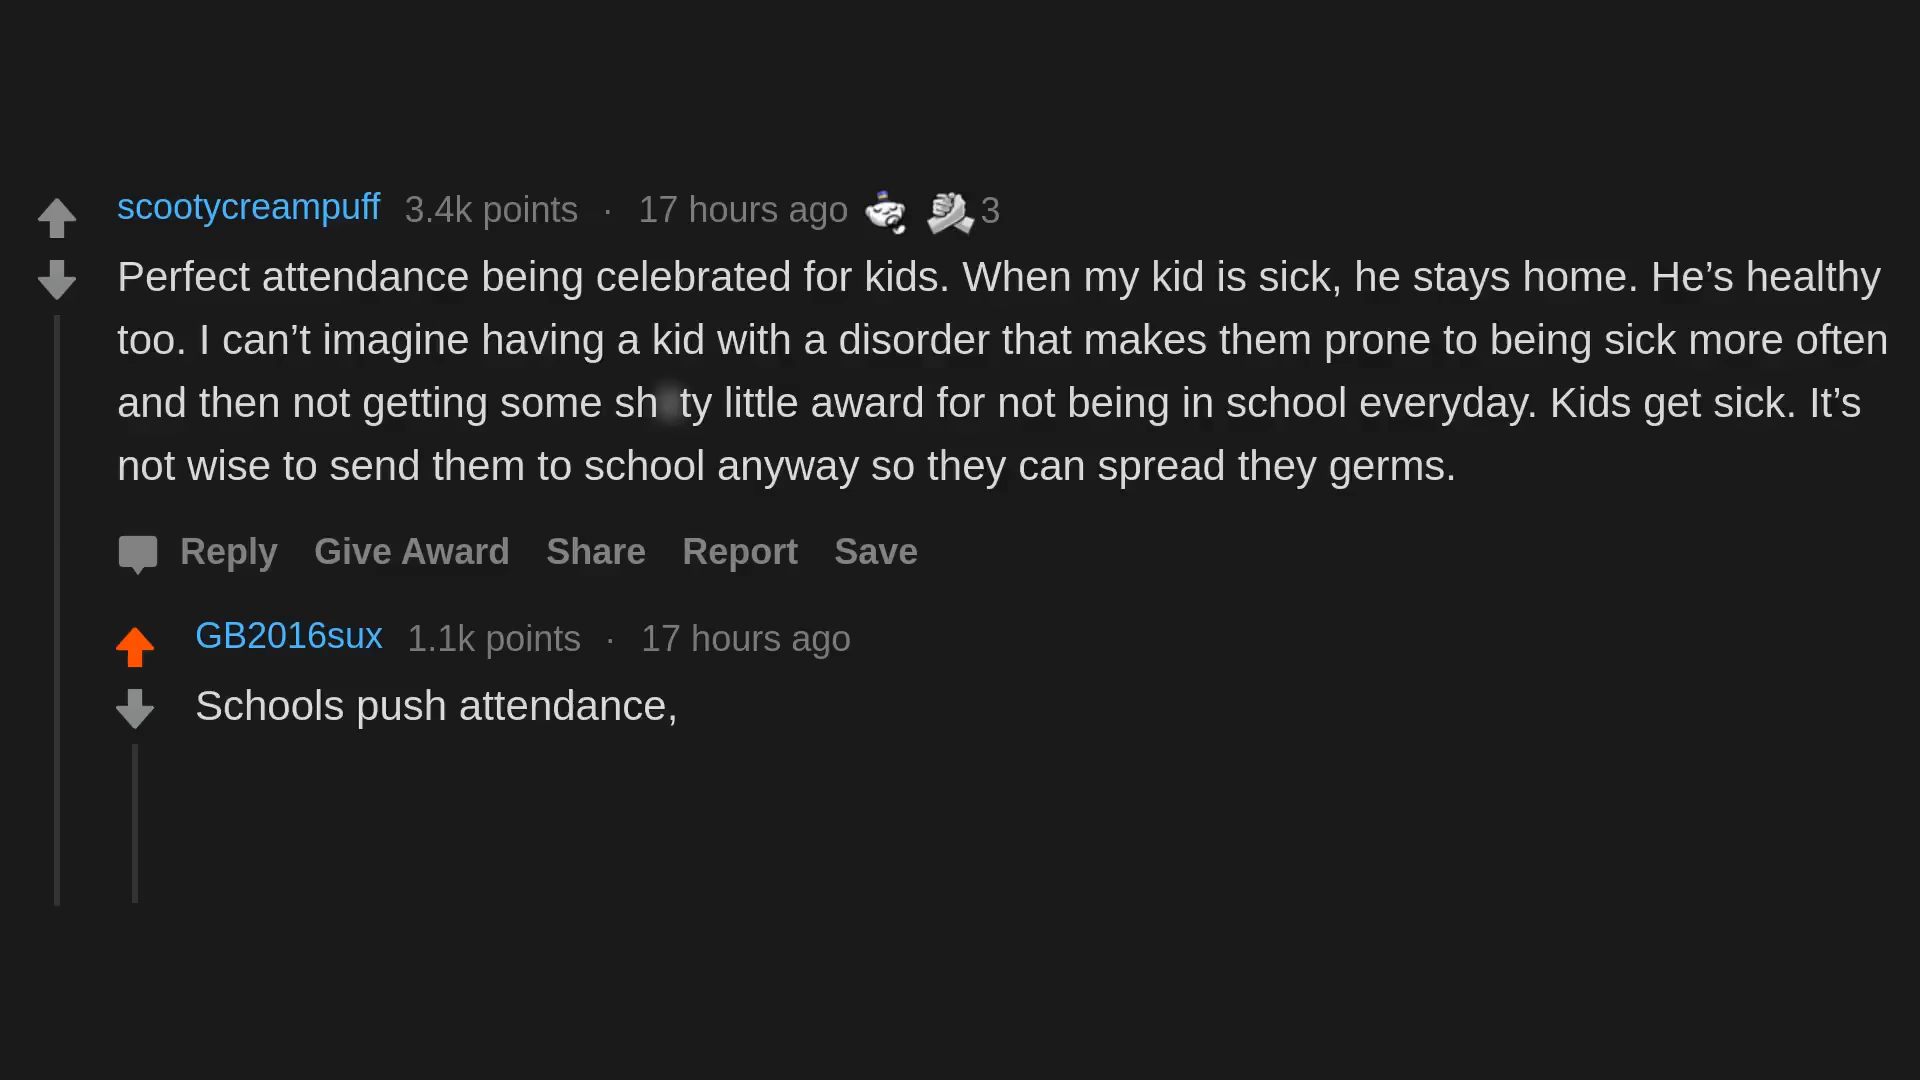 scootycreampuff 3.4k points · 17 hours ago 3
Perfect attendance being celebrated for kids. When my kid is sick, he stays home. He’s healthy
too. I can’t imagine having a kid with a disorder that makes them prone to being sick more often
and then not getting some sh ty little award for not being in school everyday. Kids get sick. It’s
not wise to send them to school anyway so they can spread they germs.
Reply Give Award Share Report Save
GB2016sux 1.1k points · 17 hours ago
Schools push attendance,